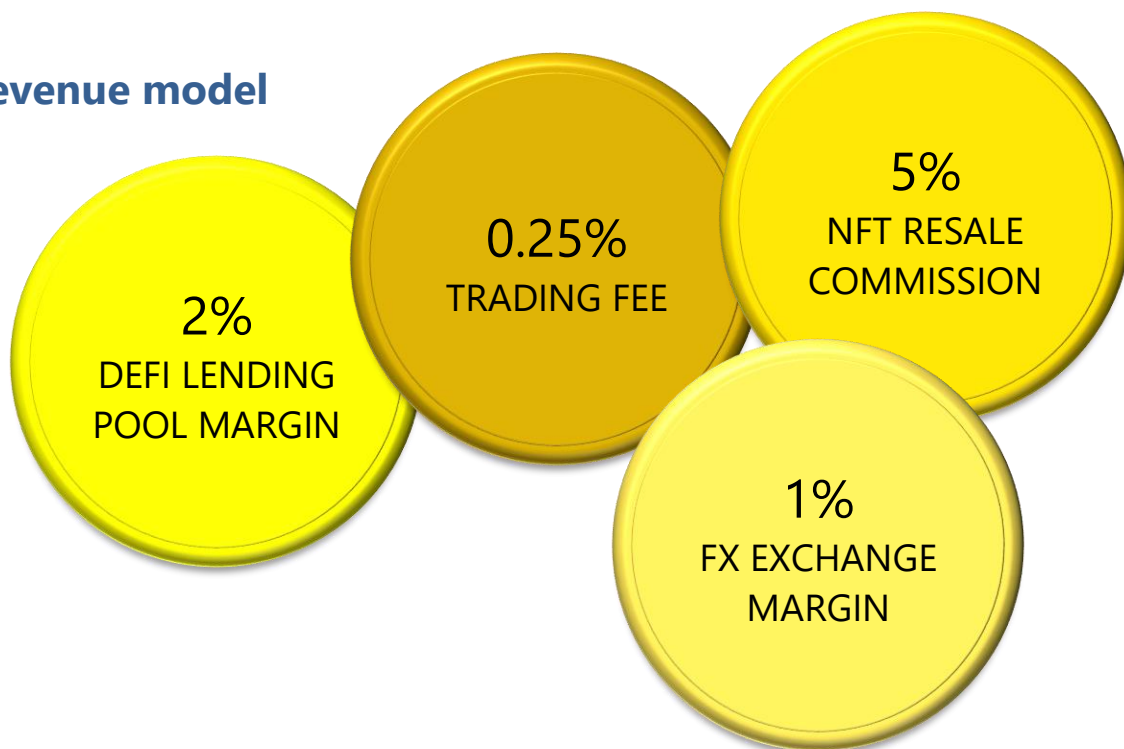 evenue model
2%
DEFI LENDING
POOL MARGIN
0.25%
TRADING FEE
5%
NFT RESALE
COMMISSION
1%
FX EXCHANGE
MARGIN